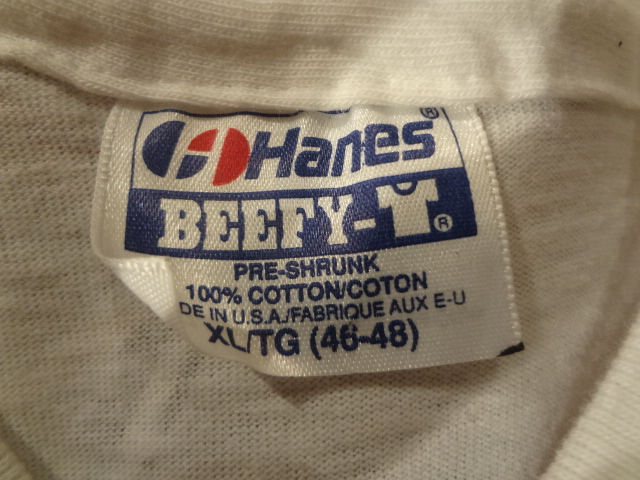 Hanes®
BEEFY-T®
PRE-SHRUNK
100% COTTON/COTON
DE IN U.S.A./FABRIQUE AUX E-U
XL/TG (46-48)